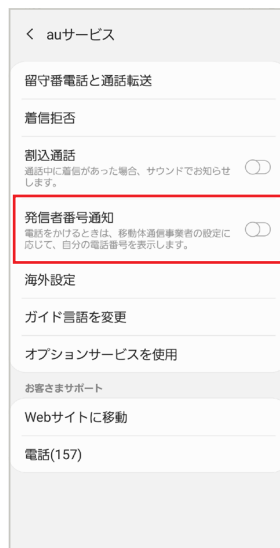 auサービス
留守番電話と通話転送
着信拒否
割込通話
通話中に着信があった場合、サウンドでお知らせ
します。
発信者番号通知
電話をかけるときは、移動体通信事業者の設定に
応じて、自分の電話番号を表示します。
海外設定
ガイド言語を変更
オプションサービスを使用
お客さまサポート
Webサイトに移動
電話(157)